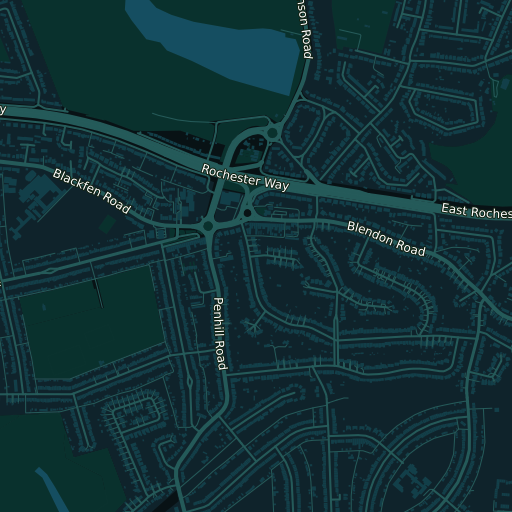 nson Road
y
Rochester Way
Blackfen Road
East Roches
Blendon Road
Penhill Road